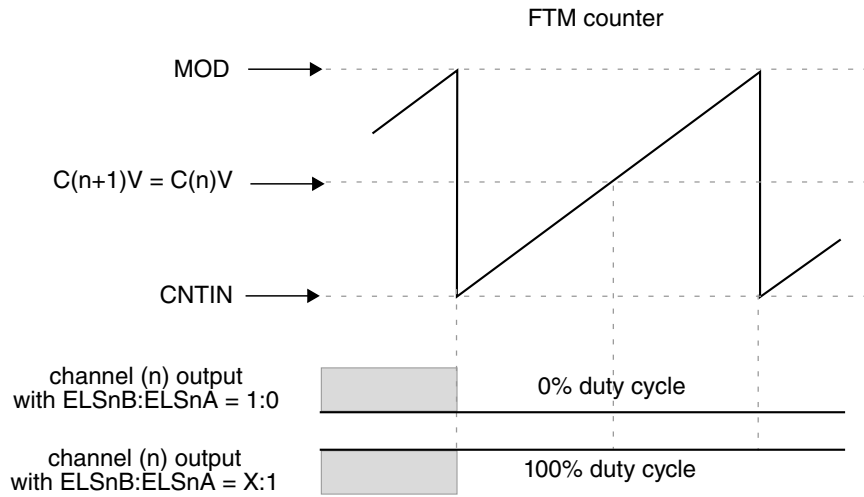 FTM counter
MOD
C(n+1)V = C(n)V
CNTIN
channel (n) output
with ELSnB:ELSnA = 1:0
0% duty cycle
channel (n) output
with ELSnB:ELSnA = X:1
100% duty cycle